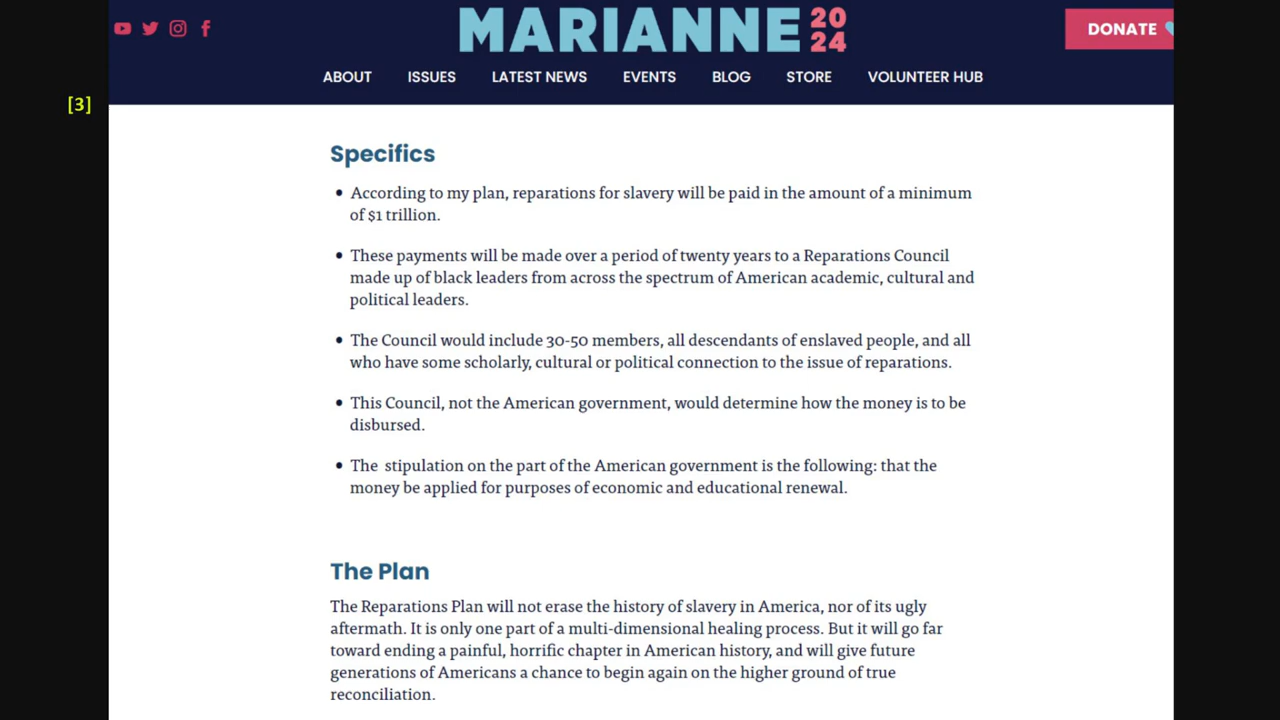 MARIANNE 20 24
DONATE
ABOUT ISSUES LATEST NEWS EVENTS BLOG STORE VOLUNTEER HUB
[3]
Specifics
• According to my plan, reparations for slavery will be paid in the amount of a minimum
of $1 trillion.
• These payments will be made over a period of twenty years to a Reparations Council
made up of black leaders from across the spectrum of American academic, cultural and
political leaders.
• The Council would include 30-50 members, all descendants of enslaved people, and all
who have some scholarly, cultural or political connection to the issue of reparations.
• This Council, not the American government, would determine how the money is to be
disbursed.
• The stipulation on the part of the American government is the following: that the
money be applied for purposes of economic and educational renewal.
The Plan
The Reparations Plan will not erase the history of slavery in America, nor of its ugly
aftermath. It is only one part of a multi-dimensional healing process. But it will go far
toward ending a painful, horrific chapter in American history, and will give future
generations of Americans a chance to begin again on the higher ground of true
reconciliation.